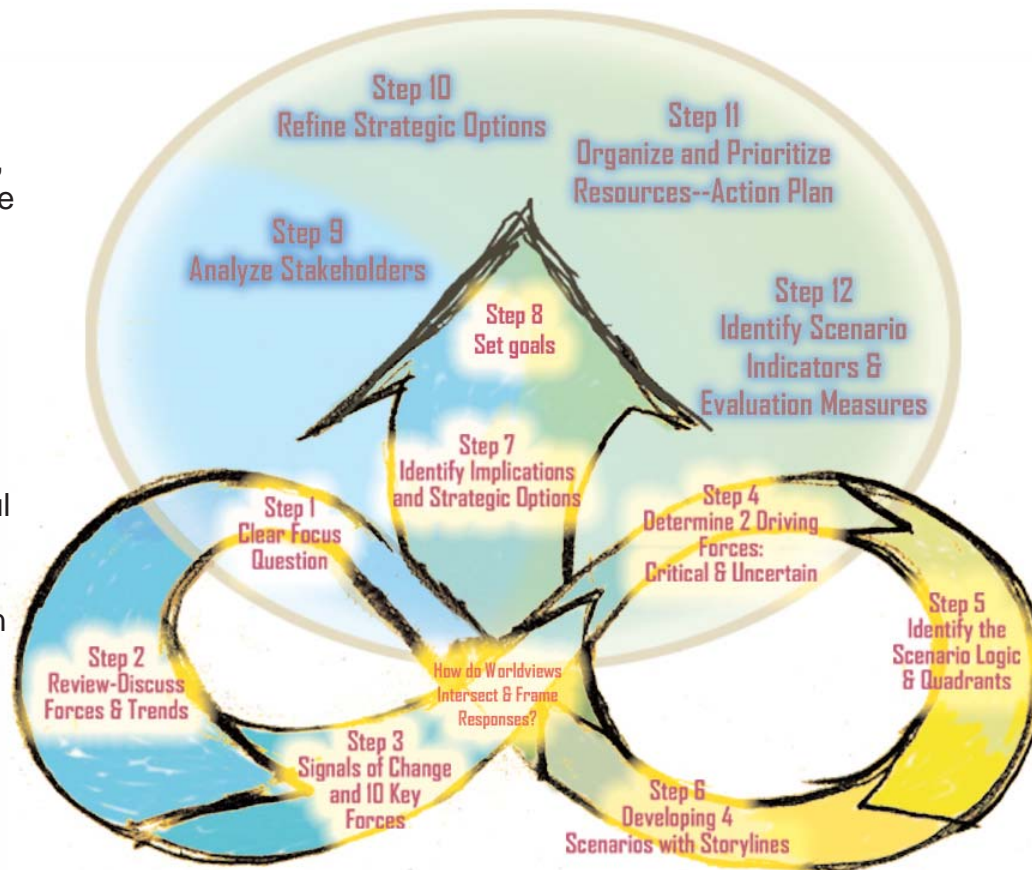 ,
e
ul
n
Step 10
Refine Strategic Options
Step 11
Organize and Prioritize
Resources--Action Plan
Step 9
Analyze Stakeholders
Step 12
Identify Scenario
Indicators &
Evaluation Measures
Step 8
Set goals
Step 7
Identify Implications
and Strategic Options
Step 1
Clear Focus
Question
Step 2
Review-Discuss
Forces & Trends
Step 3
Signals of Change
and 10 Key
Forces
How do Worldviews
Intersect & Frame
Responses?
Step 4
Determine 2 Driving
Forces:
Critical & Uncertain
Step 5
Identify the
Scenario Logic
& Quadrants
Step 6
Developing 4
Scenarios with Storylines